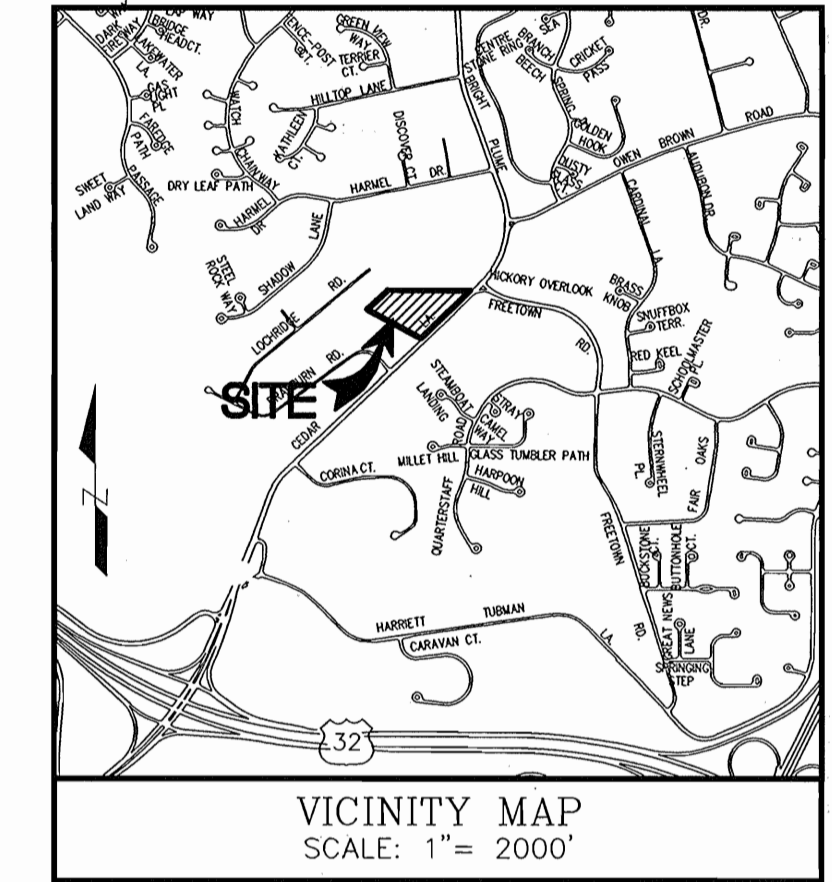 WAY
BRIDGE
HEAD CT.
DARK
FIREWAY
LAKEWATER
LA.
GAS
LIGHT
PL
FAREDGE
PATH
PASSAGE
SWEET
LAND WAY
FENCE-POST
CT.
GREEN VIEW
WAY
TERRIER
CT.
HILLTOP LANE
WATCH
CHAIN WAY
KATHLEEN
CT.
DISCOVER CT.
DRY LEAF PATH
HARMEL DR.
HARMEL
DR
SHADOW LANE
STEEL
ROCK WAY
BRIGHT PLUME
CENTRE
STONE RING
SEA
BRANCH
BEECH
CRICKET
PASS
SPRING
GOLDEN
HOOK
DUSTY
GLASS
CT
OWEN BROWN ROAD
DR.
AUDUBON DR.
CARDINAL LA.
HICKORY OVERLOOK
BRASS
KNOB
FREETOWN RD.
SNUFFBOX
TERR.
RED KEEL
SCHOOLMASTER
PL
LOCHRIDGE RD.
RD.
LA.
SITE
CEDAR
STEAMBOAT
LANDING
STRAY
CAMEL
WAY
ROAD
MILLET HILL
GLASS TUMBLER PATH
HARPOON
HILL
QUARTERSTAFF
CORINA CT.
STERNWHEEL
PL
FAIR OAKS
FREETOWN RD.
BUCKSTONE
CT.
BUTTONHOLE
CT.
GREAT NEWS
LANE
SPRINGING
STEP
HARRIETT TUBMAN LA.
CARAVAN CT.
N
32
VICINITY MAP
SCALE: 1"= 2000'